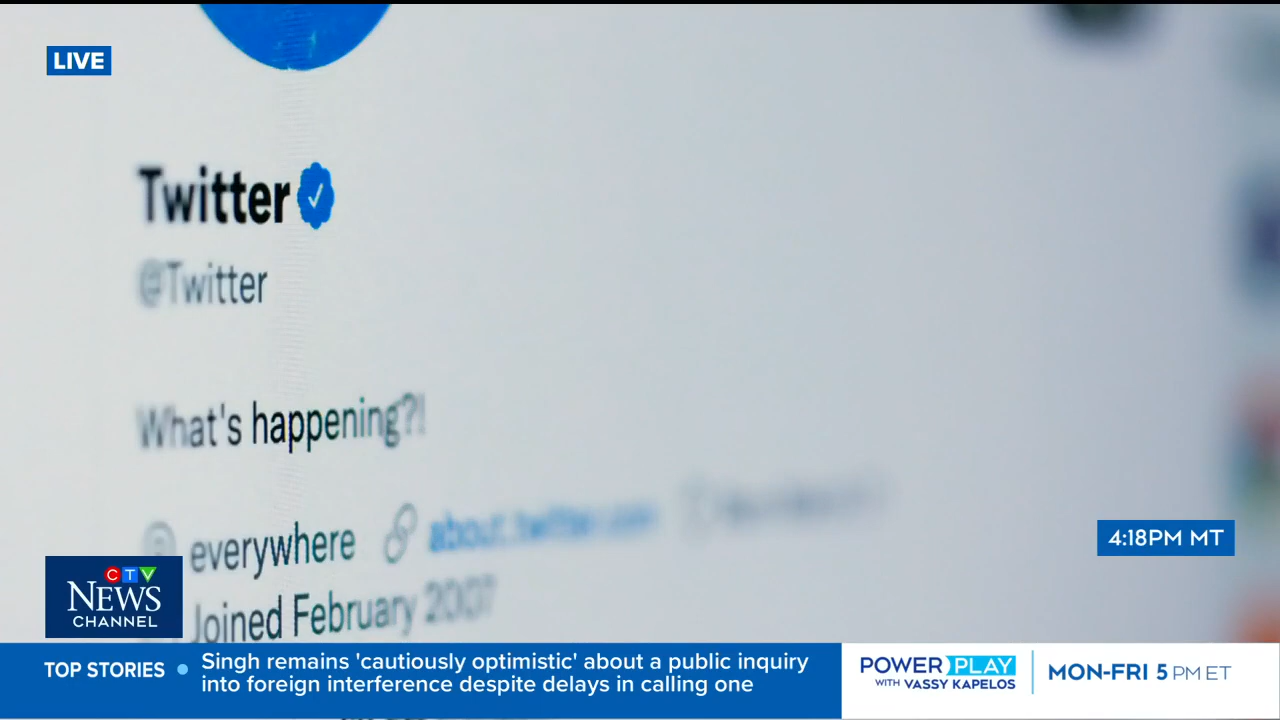 LIVE
Twitter
@Twitter
What's happening?!
everywhere about.twitter.com
Joined February 2007
4:18PM MT
CTV
NEWS
CHANNEL
TOP STORIES • Singh remains 'cautiously optimistic' about a public inquiry
into foreign interference despite delays in calling one
POWER PLAY
WITH VASSY KAPELOS
MON-FRI 5 PM ET